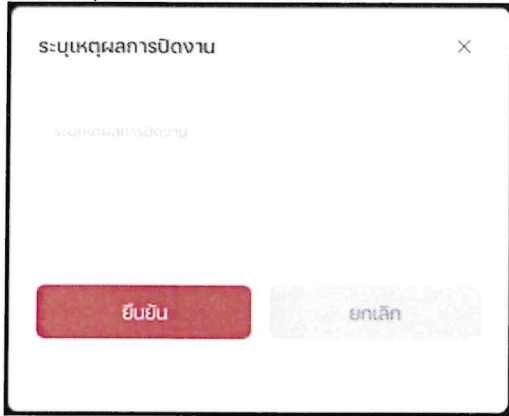 ระบุเหตุผลการปิดงาน
ระบุเหตุผลการปิดงาน
ยืนยัน
ยกเลิก